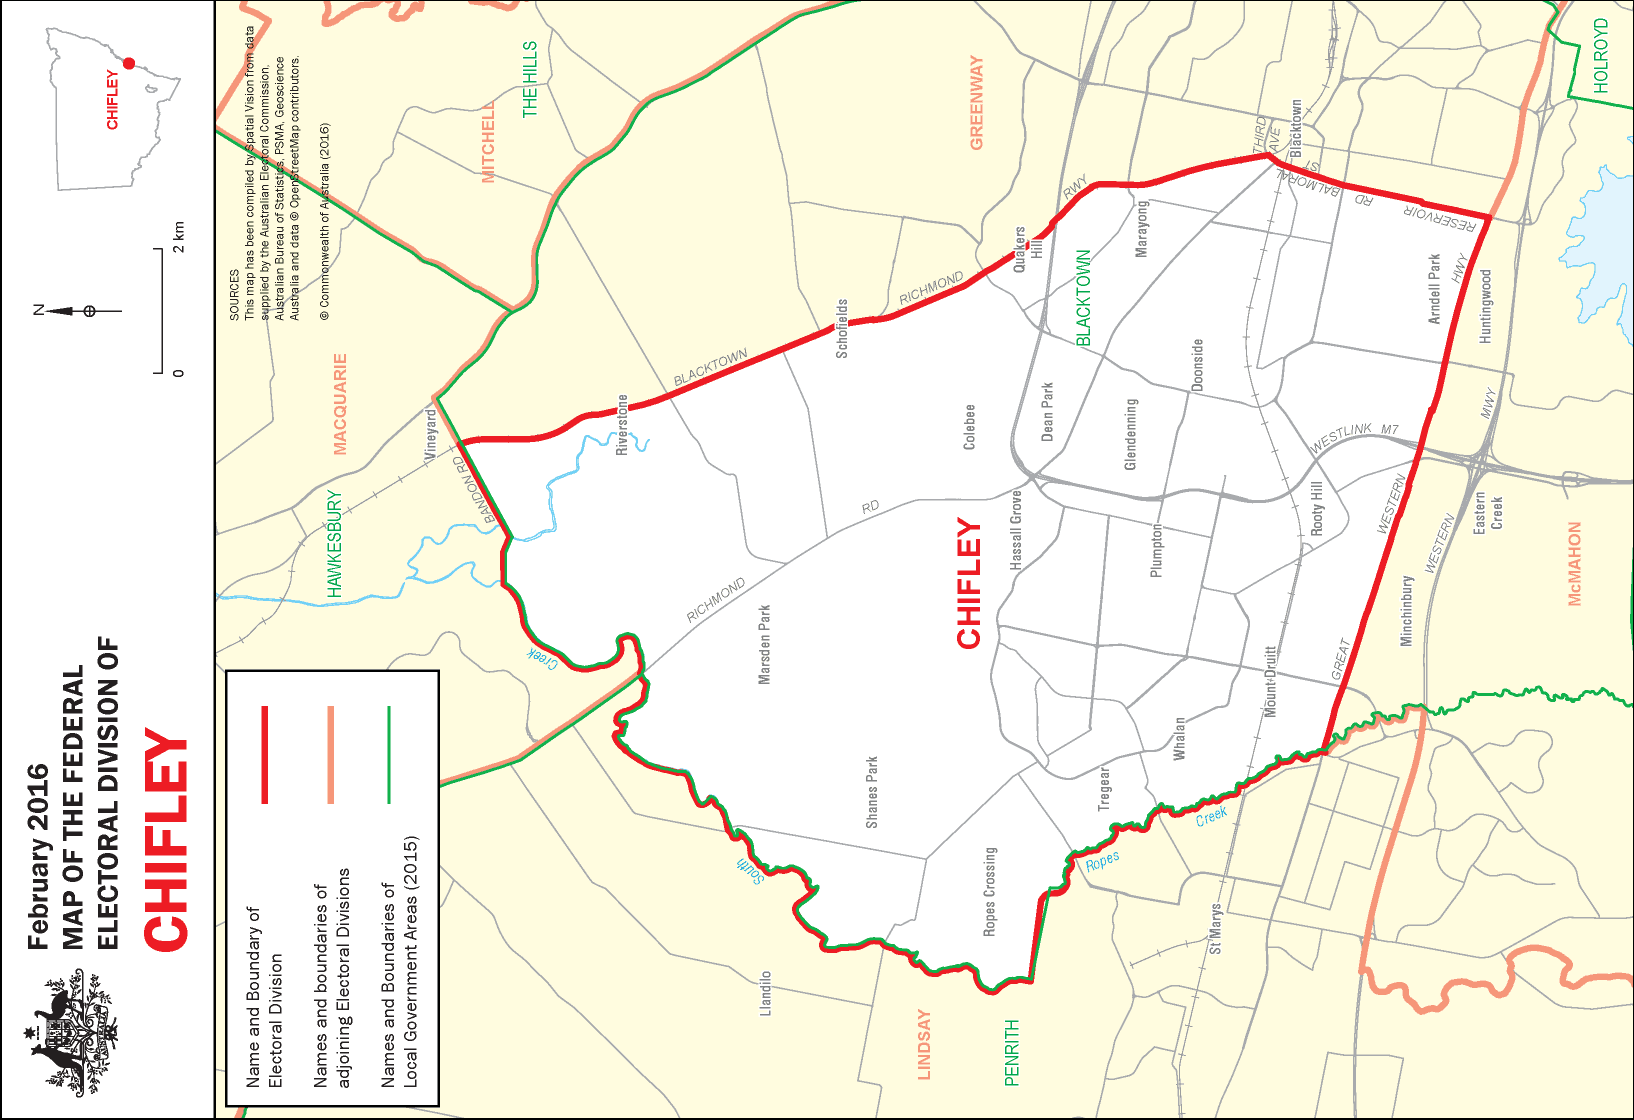 February 2016
MAP OF THE FEDERAL
ELECTORAL DIVISION OF
CHIFLEY
N
0
2 km
CHIFLEY
Name and Boundary of
Electoral Division
Names and boundaries of
adjoining Electoral Divisions
Names and Boundaries of
Local Government Areas (2015)
SOURCES
This map has been compiled by Spatial Vision from data
supplied by the Australian Electoral Commission,
Australian Bureau of Statistics, PSMA, Geoscience
Australia and data © OpenStreetMap contributors.
© Commonwealth of Australia (2016)
HAWKESBURY
MACQUARIE
MITCHELL
THE HILLS
GREENWAY
HOLROYD
Vineyard
BANDON RD
Creek
Riverstone
BLACKTOWN
RICHMOND
RD
Marsden Park
Schofields
RICHMOND
RWY
Quakers
Hill
BLACKTOWN
Marayong
THIRD
AVE
Blacktown
BALMORAL
ST
RESERVOIR
RD
Colebee
Dean Park
Glendenning
Doonside
Arndell Park
HWY
Huntingwood
CHIFLEY
Hassall Grove
Plumpton
Rooty Hill
WESTLINK M7
WESTERN
MWY
WESTERN
Eastern
Creek
GREAT
Minchinbury
McMAHON
Shanes Park
Tregear
Whalan
Mount Druitt
South
Ropes Crossing
Ropes
Creek
Llandilo
LINDSAY
PENRITH
St Marys